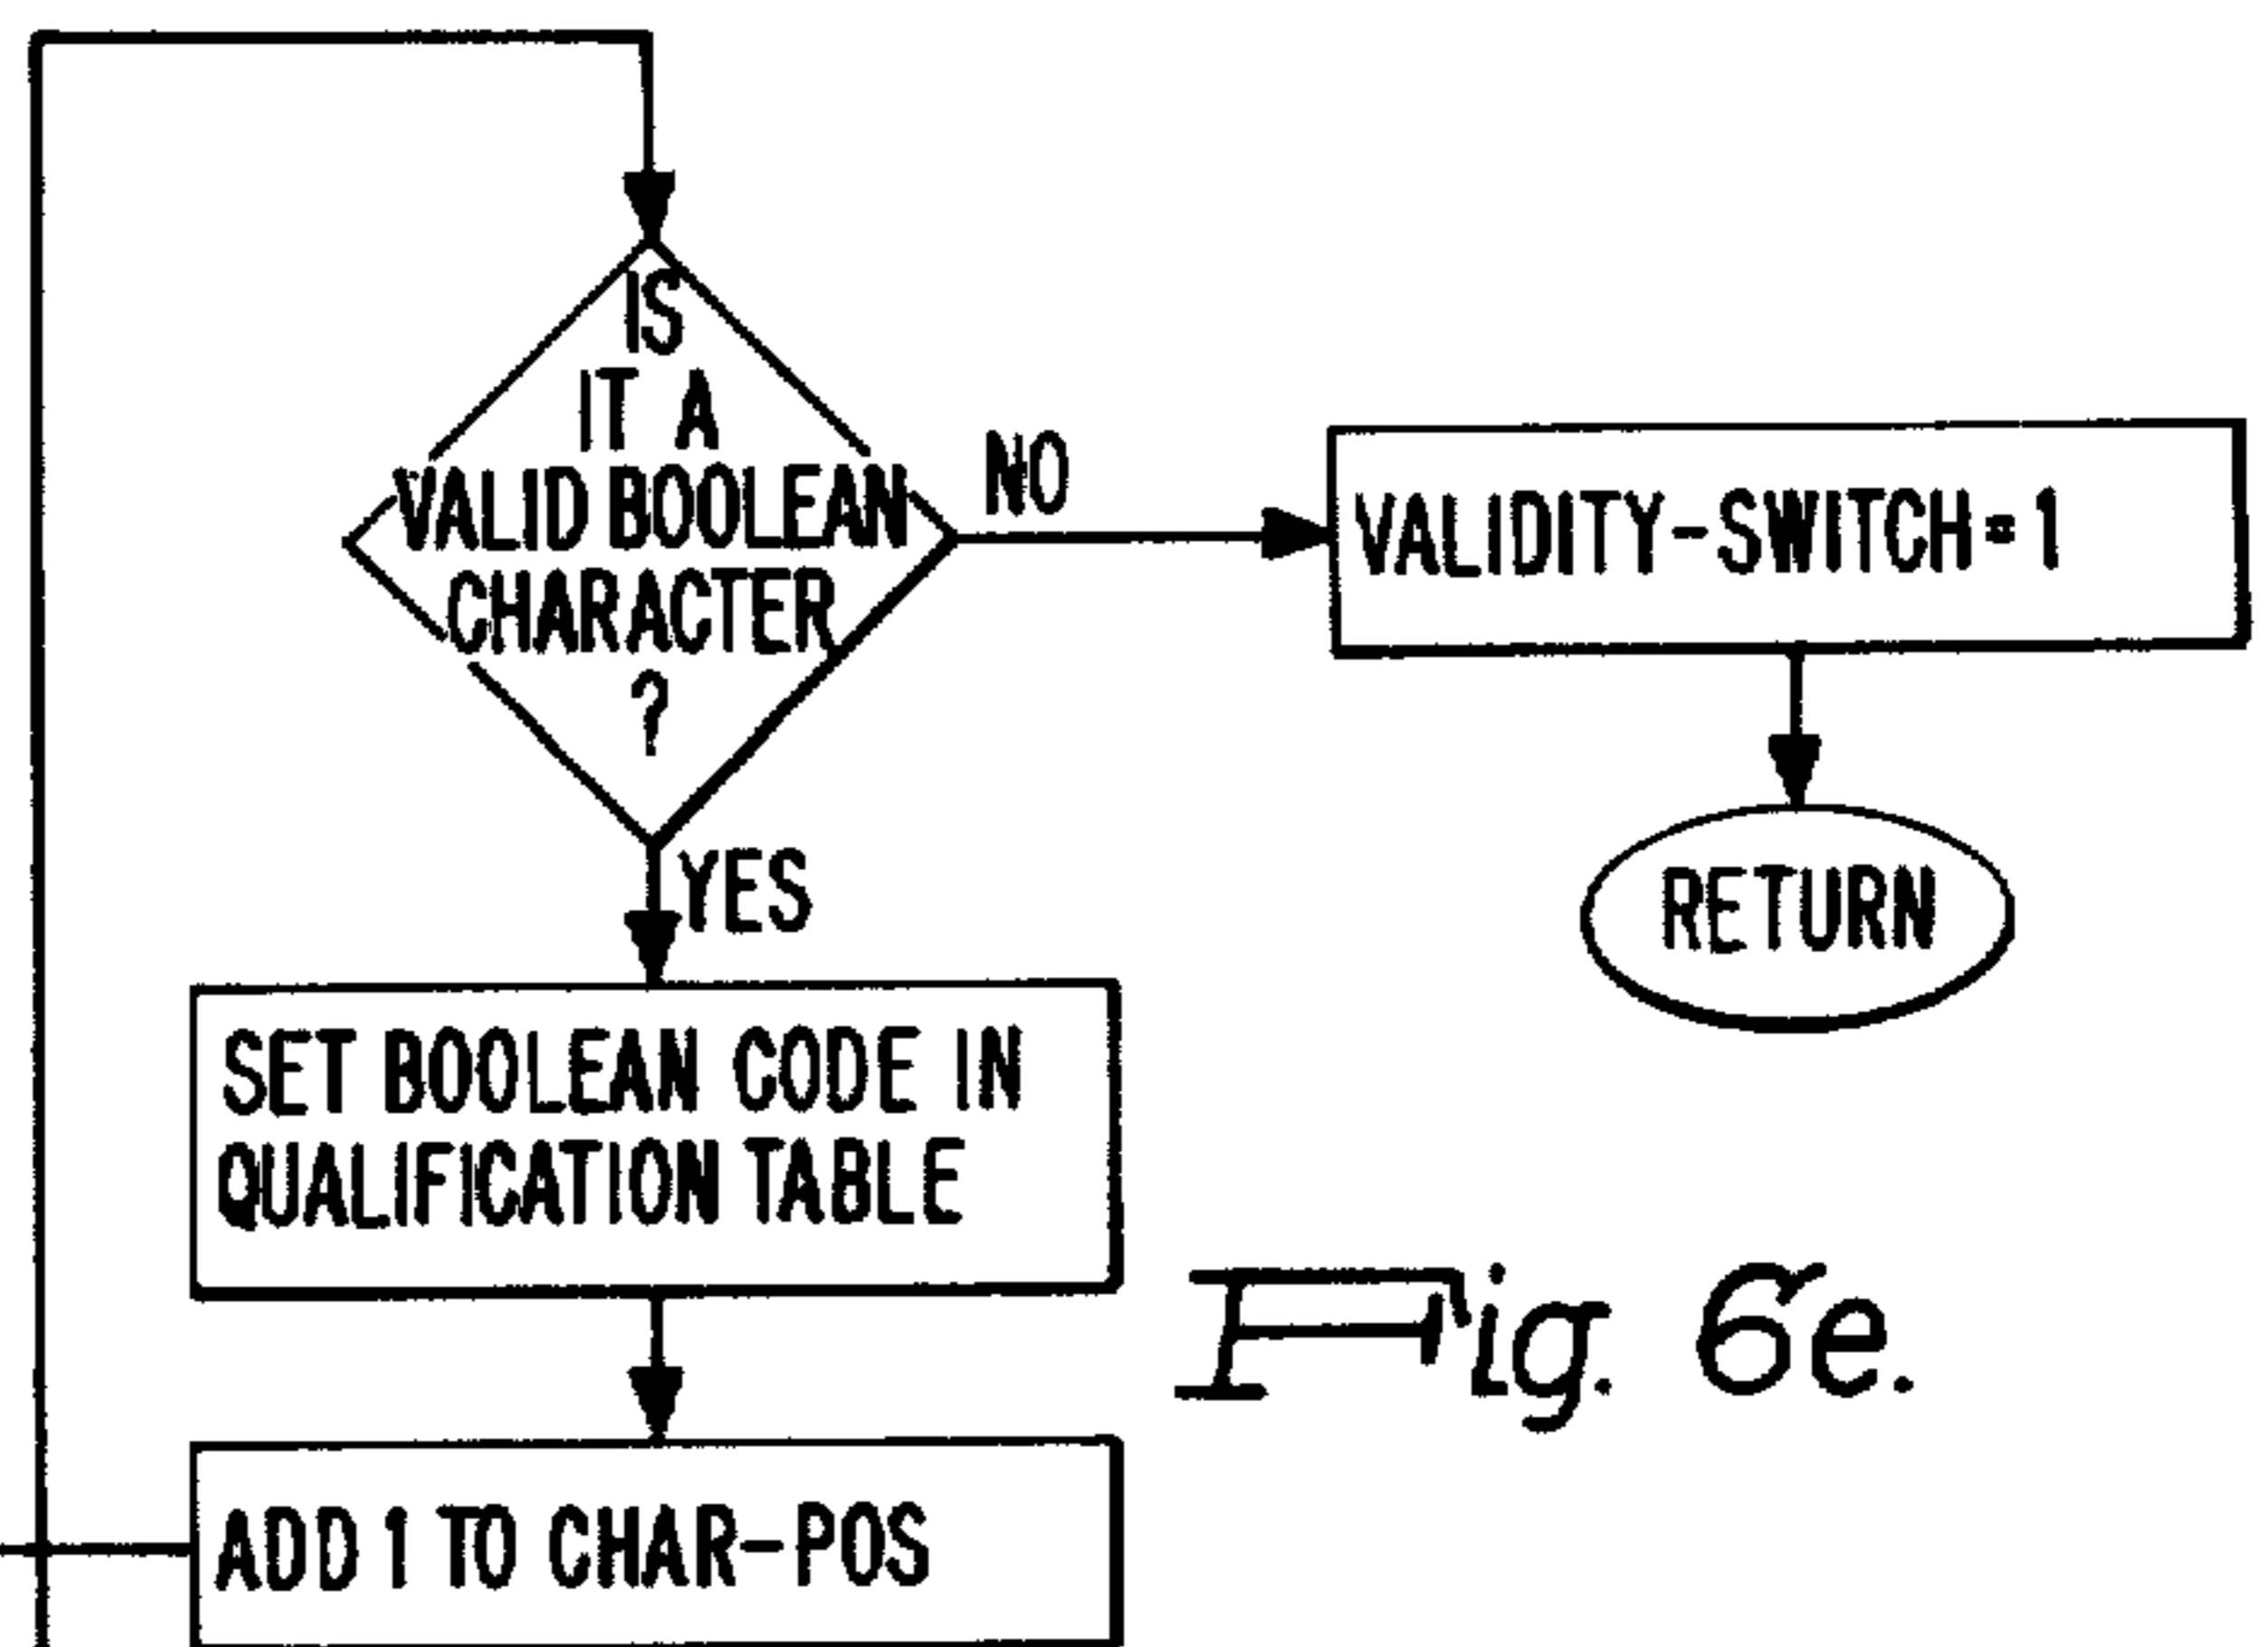 IS
IT A
VALID BOOLEAN
CHARACTER
?
NO
VALIDITY-SWITCH=1
RETURN
YES
SET BOOLEAN CODE IN
QUALIFICATION TABLE
ADD 1 TO CHAR-POS
Fig. 6e.